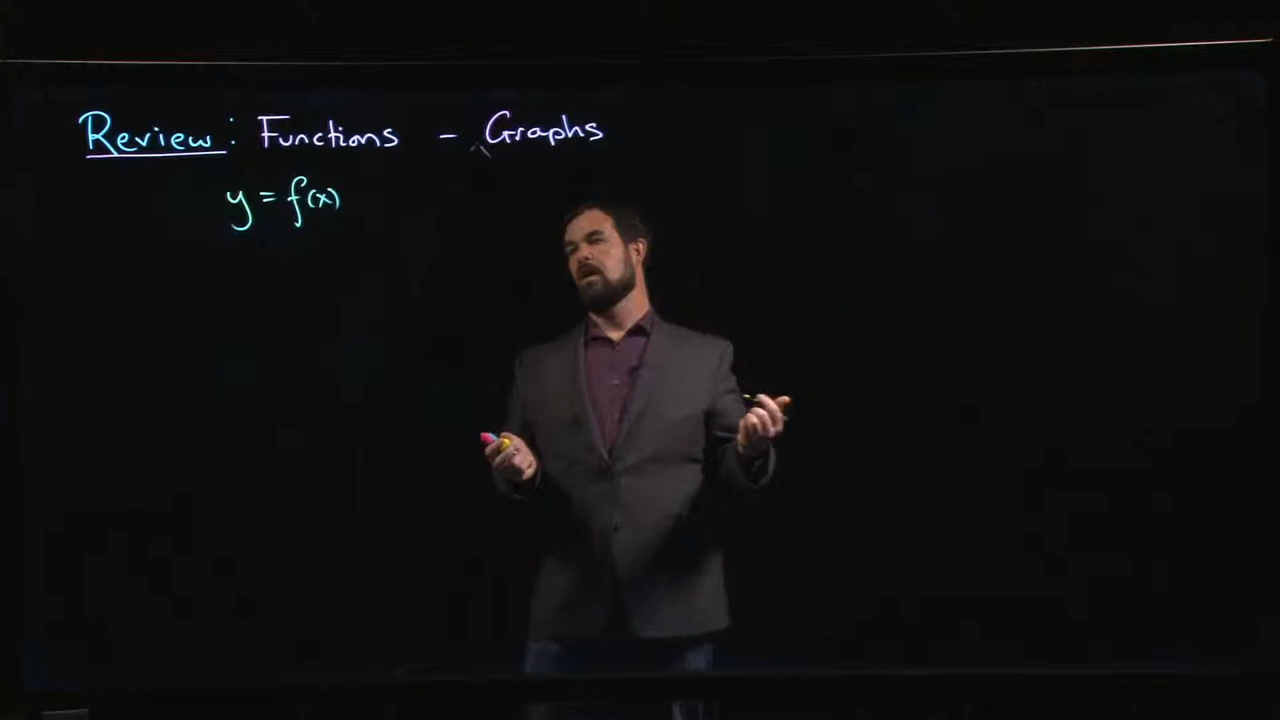 Review: Functions - Graphs
y = f(x)